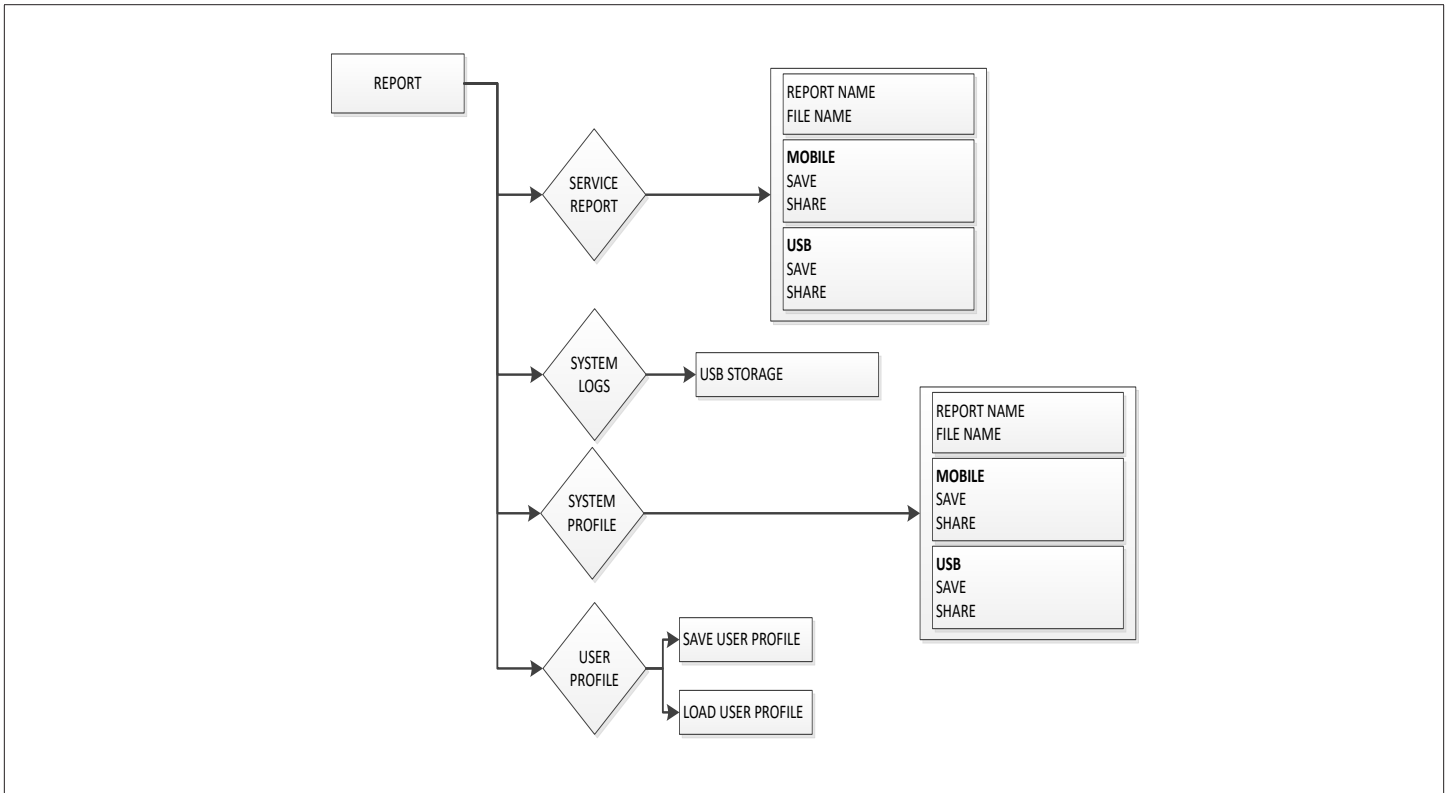 REPORT
REPORT NAME
FILE NAME
MOBILE
SAVE
SHARE
USB
SAVE
SHARE
SERVICE
REPORT
SYSTEM
LOGS
USB STORAGE
REPORT NAME
FILE NAME
MOBILE
SAVE
SHARE
USB
SAVE
SHARE
SYSTEM
PROFILE
USER
PROFILE
SAVE USER PROFILE
LOAD USER PROFILE